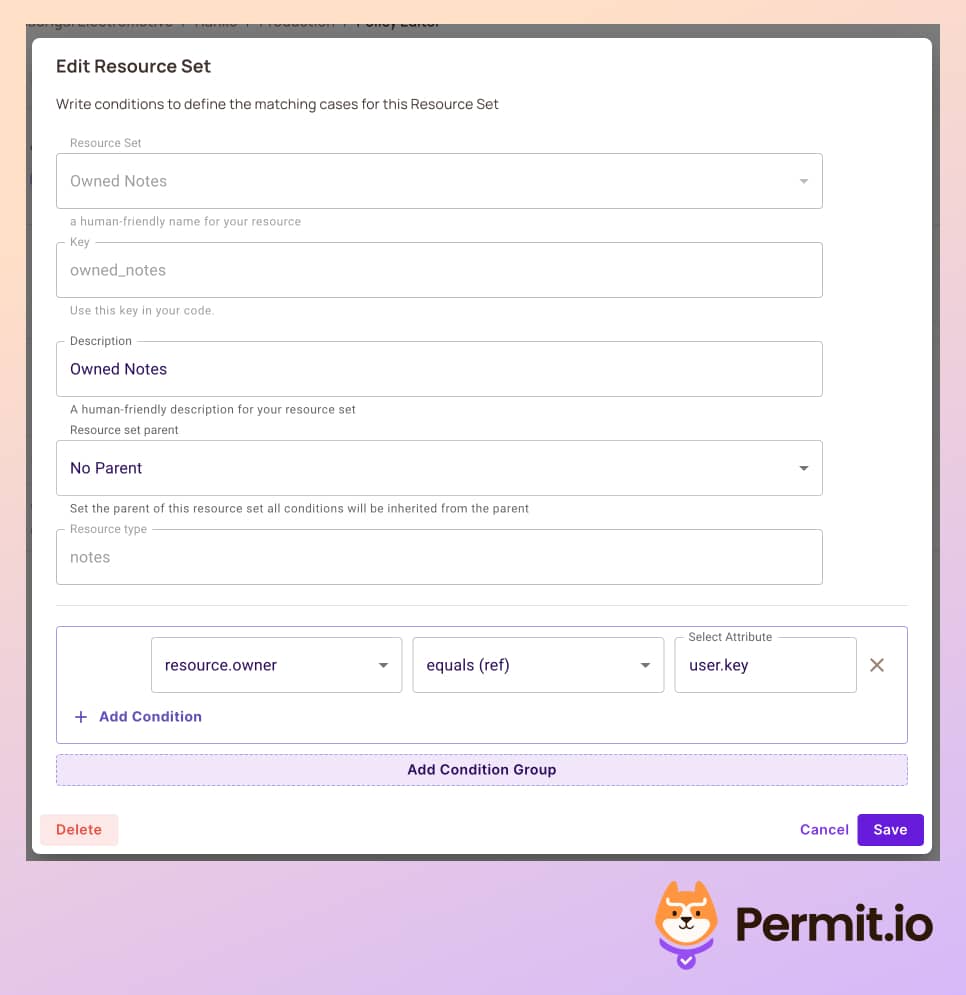 Policy Editor
Edit Resource Set
Write conditions to define the matching cases for this Resource Set
Resource Set
Owned Notes
a human-friendly name for your resource
Key
owned_notes
Use this key in your code.
Description
Owned Notes
A human-friendly description for your resource set
Resource set parent
No Parent
Set the parent of this resource set all conditions will be inherited from the parent
Resource type
notes
resource.owner
equals (ref)
Select Attribute
user.key
+ Add Condition
Add Condition Group
Delete
Cancel
Save
Permit.io